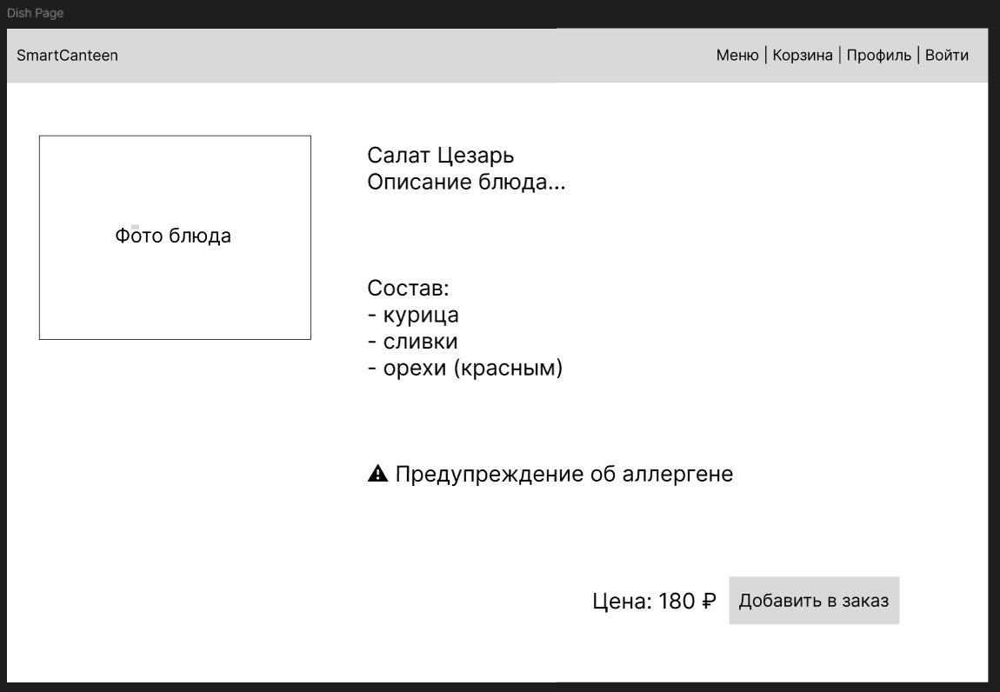 Dish Page
SmartCanteen
Меню | Корзина | Профиль | Войти
Фото блюда
Салат Цезарь
Описание блюда...
Состав:
- курица
- сливки
- орехи (красным)
⚠ Предупреждение об аллергене
Цена: 180 ₽
Добавить в заказ